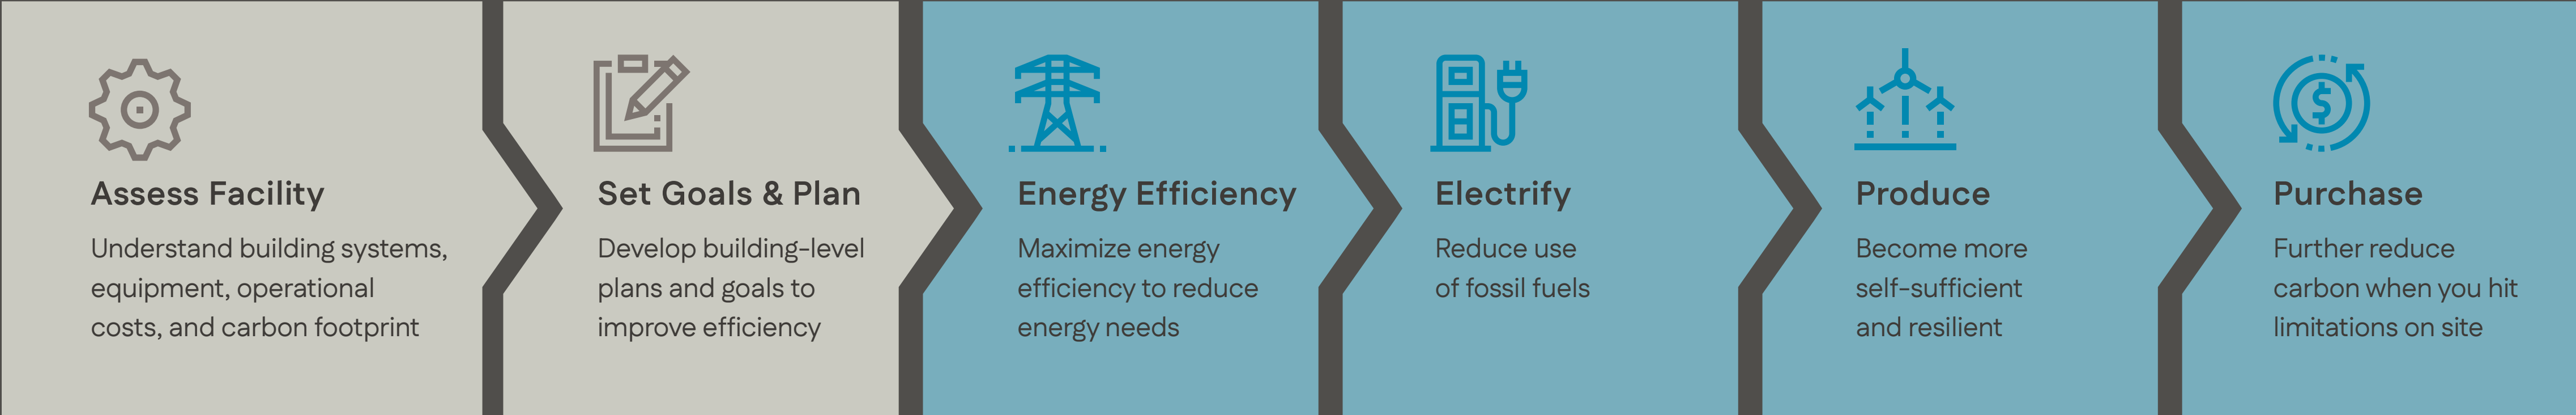 Assess Facility
Understand building systems,
equipment, operational
costs, and carbon footprint
Set Goals & Plan
Develop building-level
plans and goals to
improve efficiency
Energy Efficiency
Maximize energy
efficiency to reduce
energy needs
Electrify
Reduce use
of fossil fuels
Produce
Become more
self-sufficient
and resilient
$
Purchase
Further reduce
carbon when you hit
limitations on site